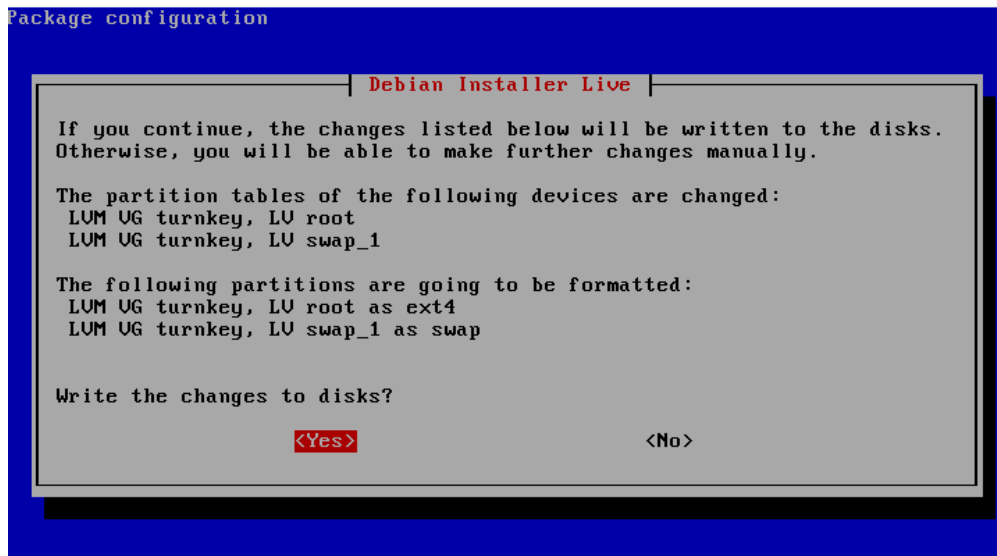 Package configuration
Debian Installer Live
If you continue, the changes listed below will be written to the disks.
Otherwise, you will be able to make further changes manually.
The partition tables of the following devices are changed:
LVM VG turnkey, LV root
LVM VG turnkey, LV swap_1
The following partitions are going to be formatted:
LVM VG turnkey, LV root as ext4
LVM VG turnkey, LV swap_1 as swap
Write the changes to disks?
<Yes> <No>